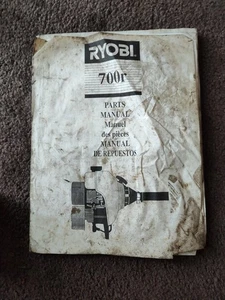 RYOBI
700r
PARTS
MANUAL
Manuel
des pièces
MANUAL
DE REPUESTOS